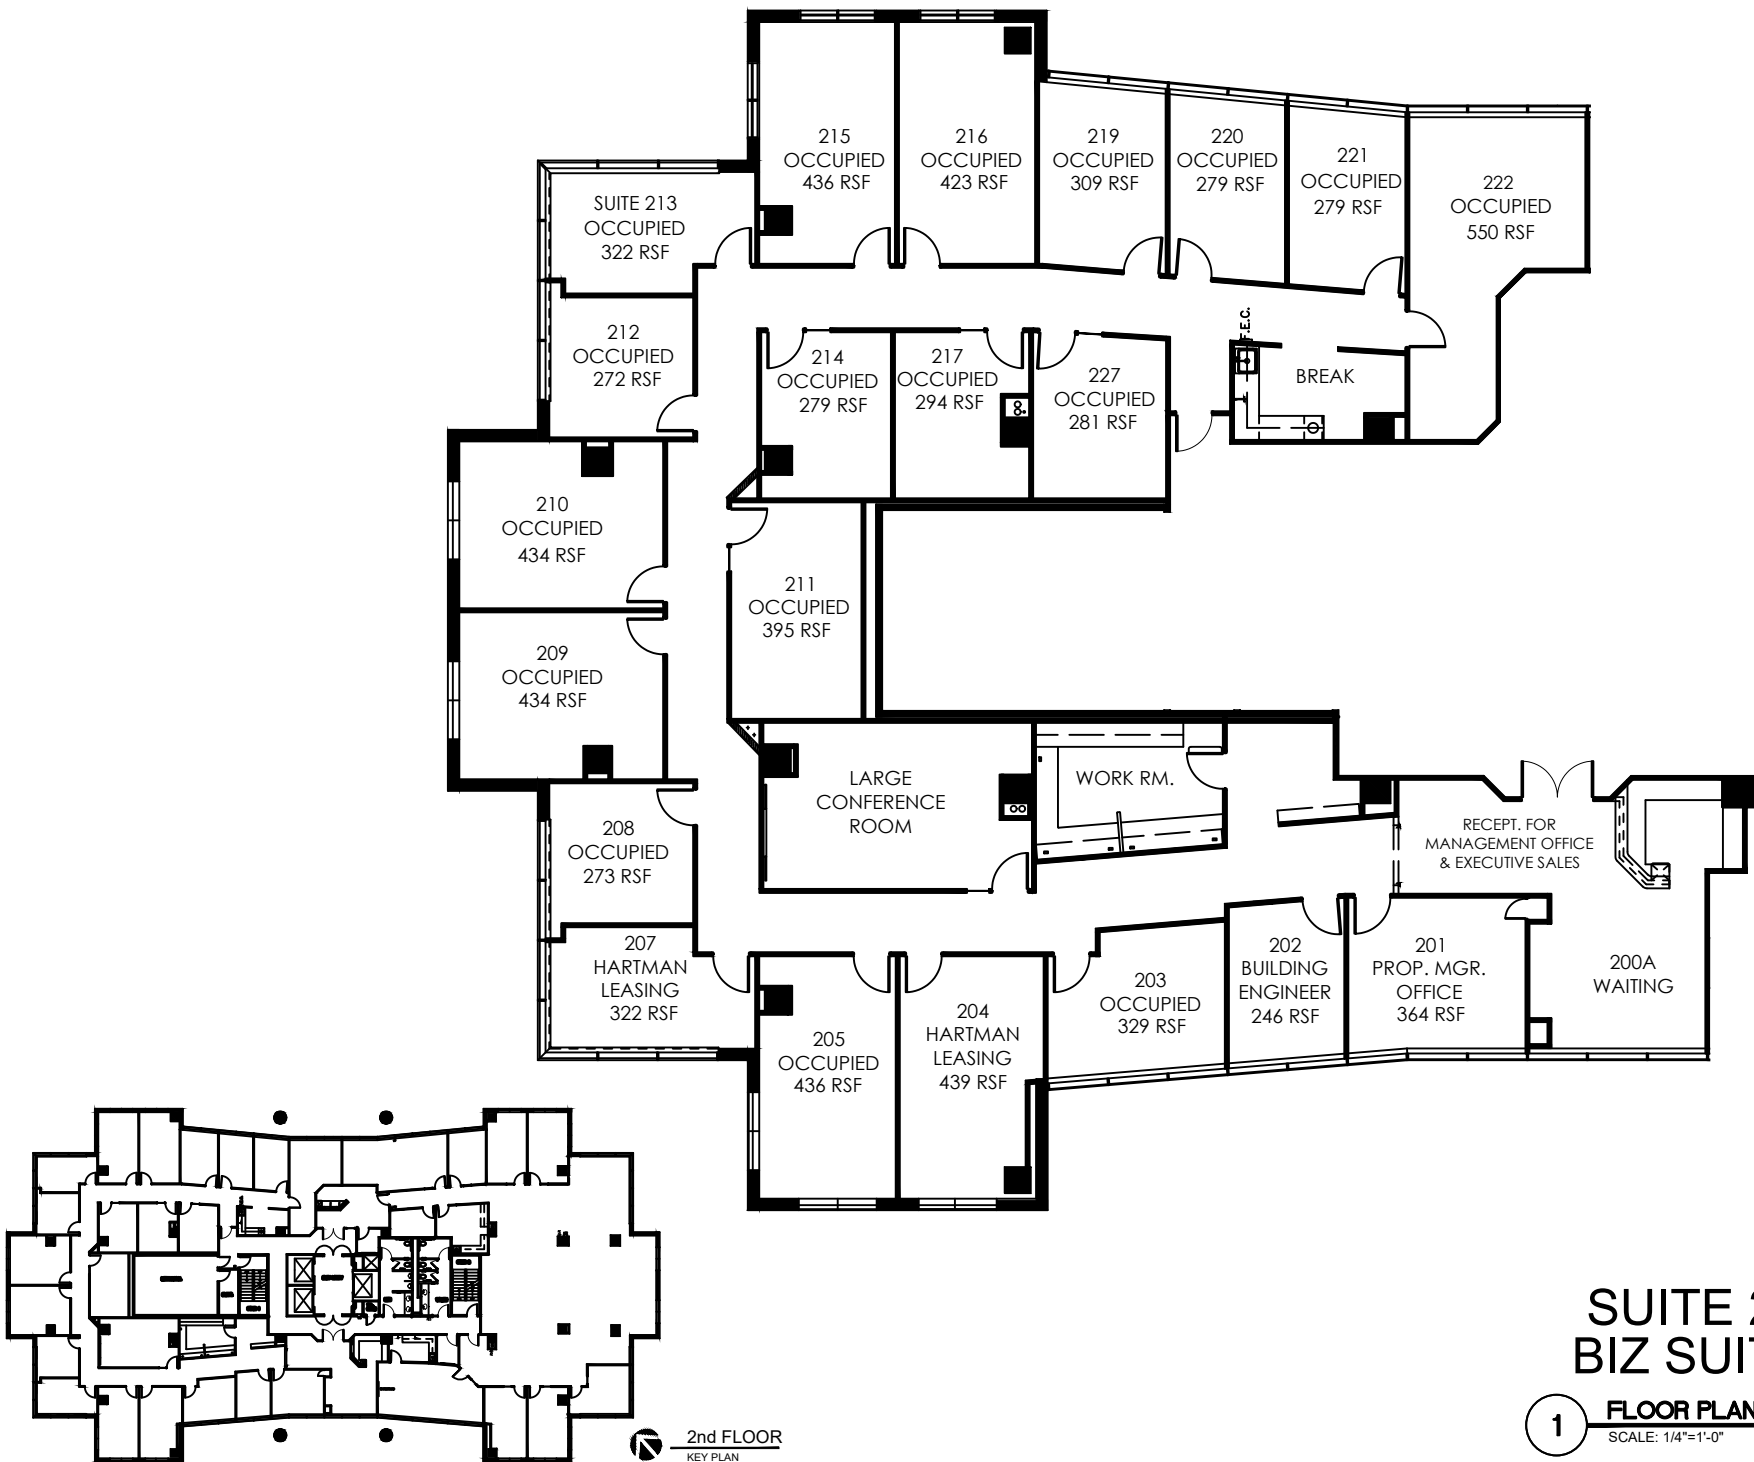 215
OCCUPIED
436 RSF
216
OCCUPIED
423 RSF
219
OCCUPIED
309 RSF
220
OCCUPIED
279 RSF
221
OCCUPIED
279 RSF
222
OCCUPIED
550 RSF
SUITE 213
OCCUPIED
322 RSF
212
OCCUPIED
272 RSF
214
OCCUPIED
279 RSF
217
OCCUPIED
294 RSF
227
OCCUPIED
281 RSF
F.E.C.
BREAK
210
OCCUPIED
434 RSF
211
OCCUPIED
395 RSF
209
OCCUPIED
434 RSF
208
OCCUPIED
273 RSF
LARGE
CONFERENCE
ROOM
WORK RM.
RECEPT. FOR
MANAGEMENT OFFICE
& EXECUTIVE SALES
207
HARTMAN
LEASING
322 RSF
205
OCCUPIED
436 RSF
204
HARTMAN
LEASING
439 RSF
203
OCCUPIED
329 RSF
202
BUILDING
ENGINEER
246 RSF
201
PROP. MGR.
OFFICE
364 RSF
200A
WAITING
2nd FLOOR
KEY PLAN
SUITE 2
BIZ SUIT
1
FLOOR PLAN
SCALE: 1/4"=1'-0"